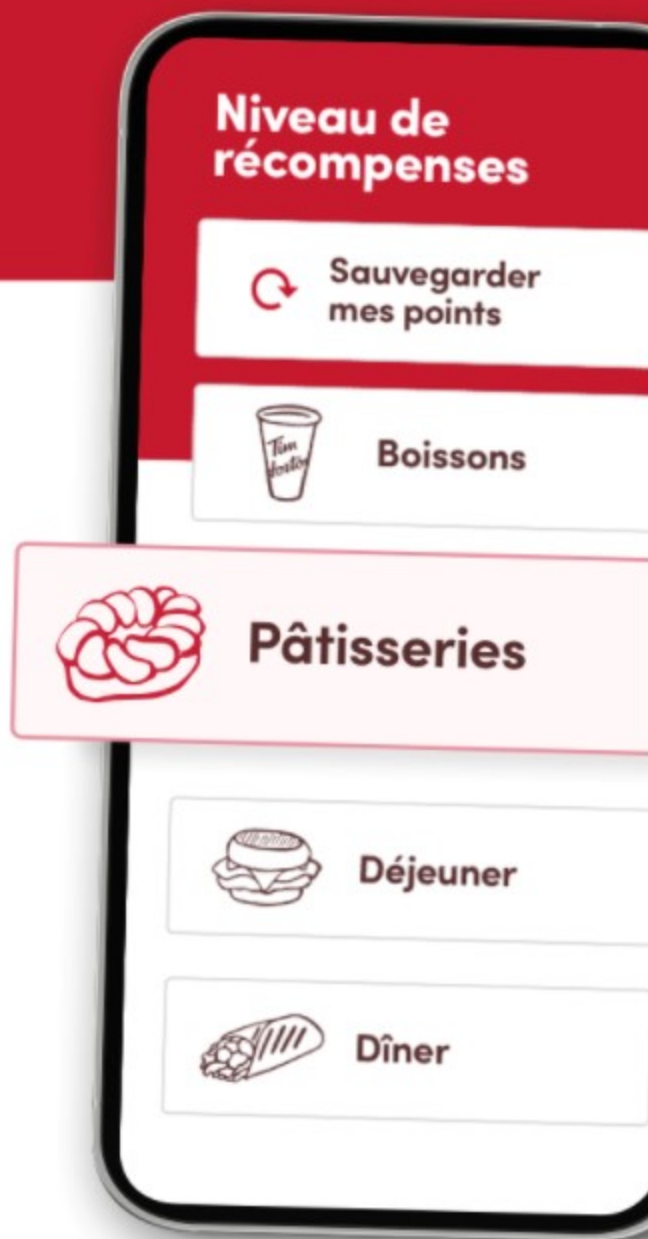 Niveau de
récompenses
Sauvegarder
mes points
Tim
Hortons
Boissons
Pâtisseries
Déjeuner
Dîner